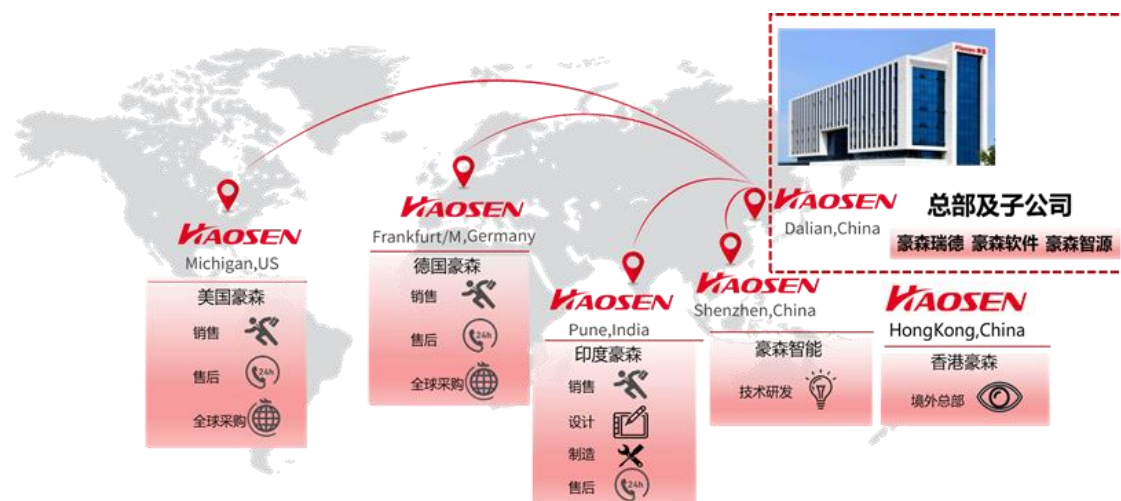 HAOSEN
Michigan,US
美国豪森
销售
售后
24h
全球采购
HAOSEN
Frankfurt/M,Germany
德国豪森
销售
售后
24h
全球采购
HAOSEN
Pune,India
印度豪森
销售
设计
制造
售后
24h
HAOSEN
Shenzhen,China
豪森智能
技术研发
HAOSEN
Dalian,China
总部及子公司
豪森瑞德 豪森软件 豪森智源
HAOSEN
HongKong,China
香港豪森
境外总部